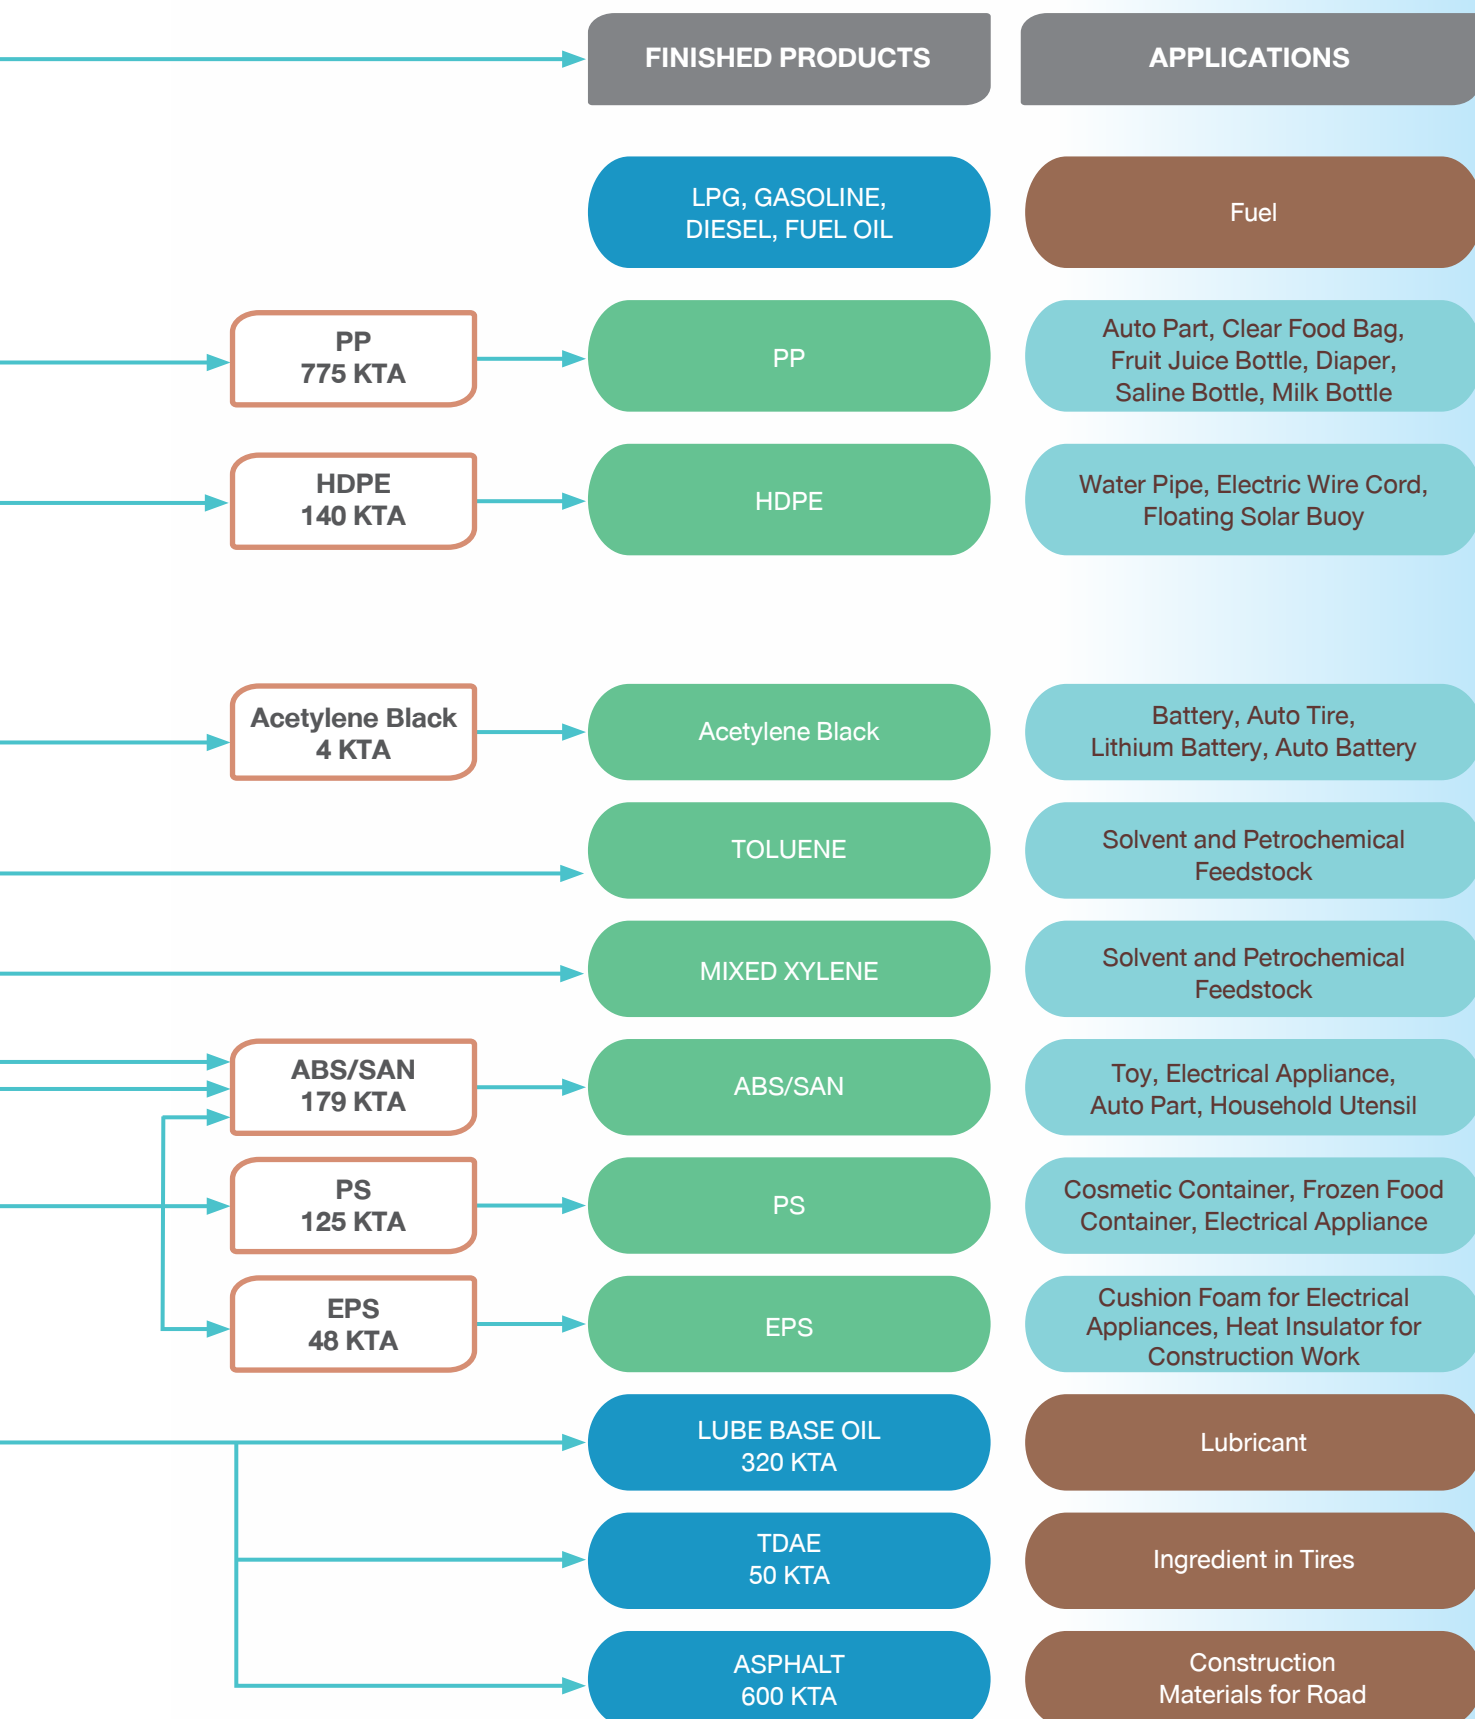 FINISHED PRODUCTS
APPLICATIONS
LPG, GASOLINE,
DIESEL, FUEL OIL
Fuel
PP
775 KTA
PP
Auto Part, Clear Food Bag,
Fruit Juice Bottle, Diaper,
Saline Bottle, Milk Bottle
HDPE
140 KTA
HDPE
Water Pipe, Electric Wire Cord,
Floating Solar Buoy
Acetylene Black
4 KTA
Acetylene Black
Battery, Auto Tire,
Lithium Battery, Auto Battery
TOLUENE
Solvent and Petrochemical
Feedstock
MIXED XYLENE
Solvent and Petrochemical
Feedstock
ABS/SAN
179 KTA
ABS/SAN
Toy, Electrical Appliance,
Auto Part, Household Utensil
PS
125 KTA
PS
Cosmetic Container, Frozen Food
Container, Electrical Appliance
EPS
48 KTA
EPS
Cushion Foam for Electrical
Appliances, Heat Insulator for
Construction Work
LUBE BASE OIL
320 KTA
Lubricant
TDAE
50 KTA
Ingredient in Tires
ASPHALT
600 KTA
Construction
Materials for Road